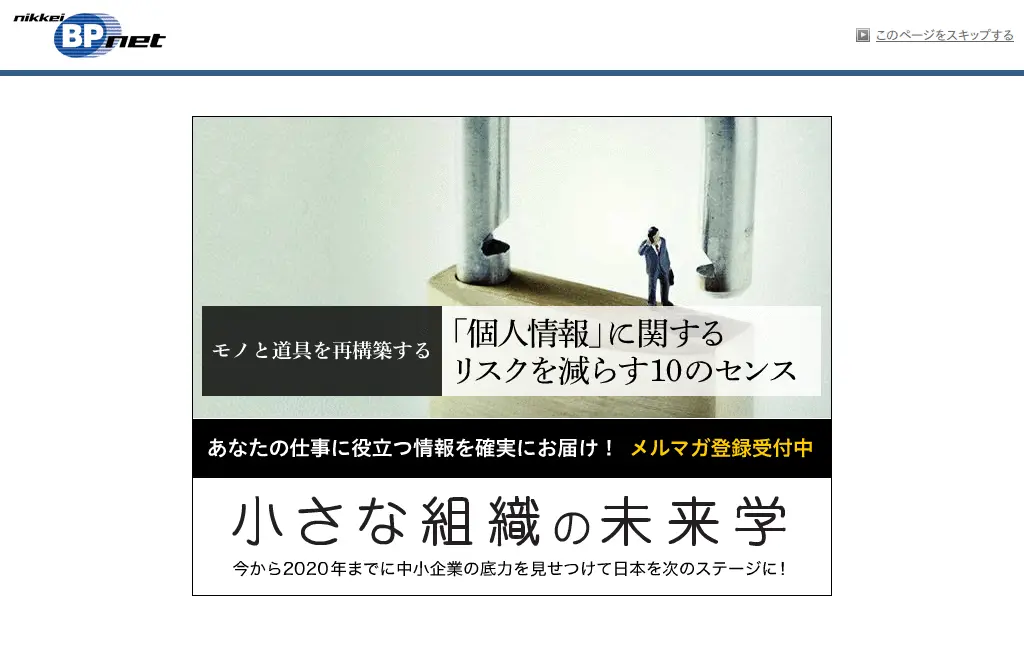 nikkei
BPnet
このページをスキップする
モノと道具を再構築する
「個人情報」に関する
リスクを減らす10のセンス
あなたの仕事に役立つ情報を確実にお届け！ メルマガ登録受付中
小さな組織の未来学
今から2020年までに中小企業の底力を見せつけて日本を次のステージに！